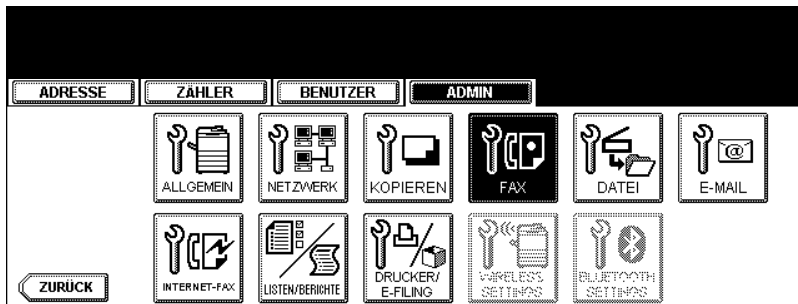 ADRESSE ZÄHLER BENUTZER ADMIN
ALLGEMEIN NETZWERK KOPIEREN FAX DATEI E-MAIL
INTERNET-FAX LISTEN/BERICHTE DRUCKER/ WIRELESS BLUETOOTH
E-FILING SETTINGS SETTINGS
ZURÜCK